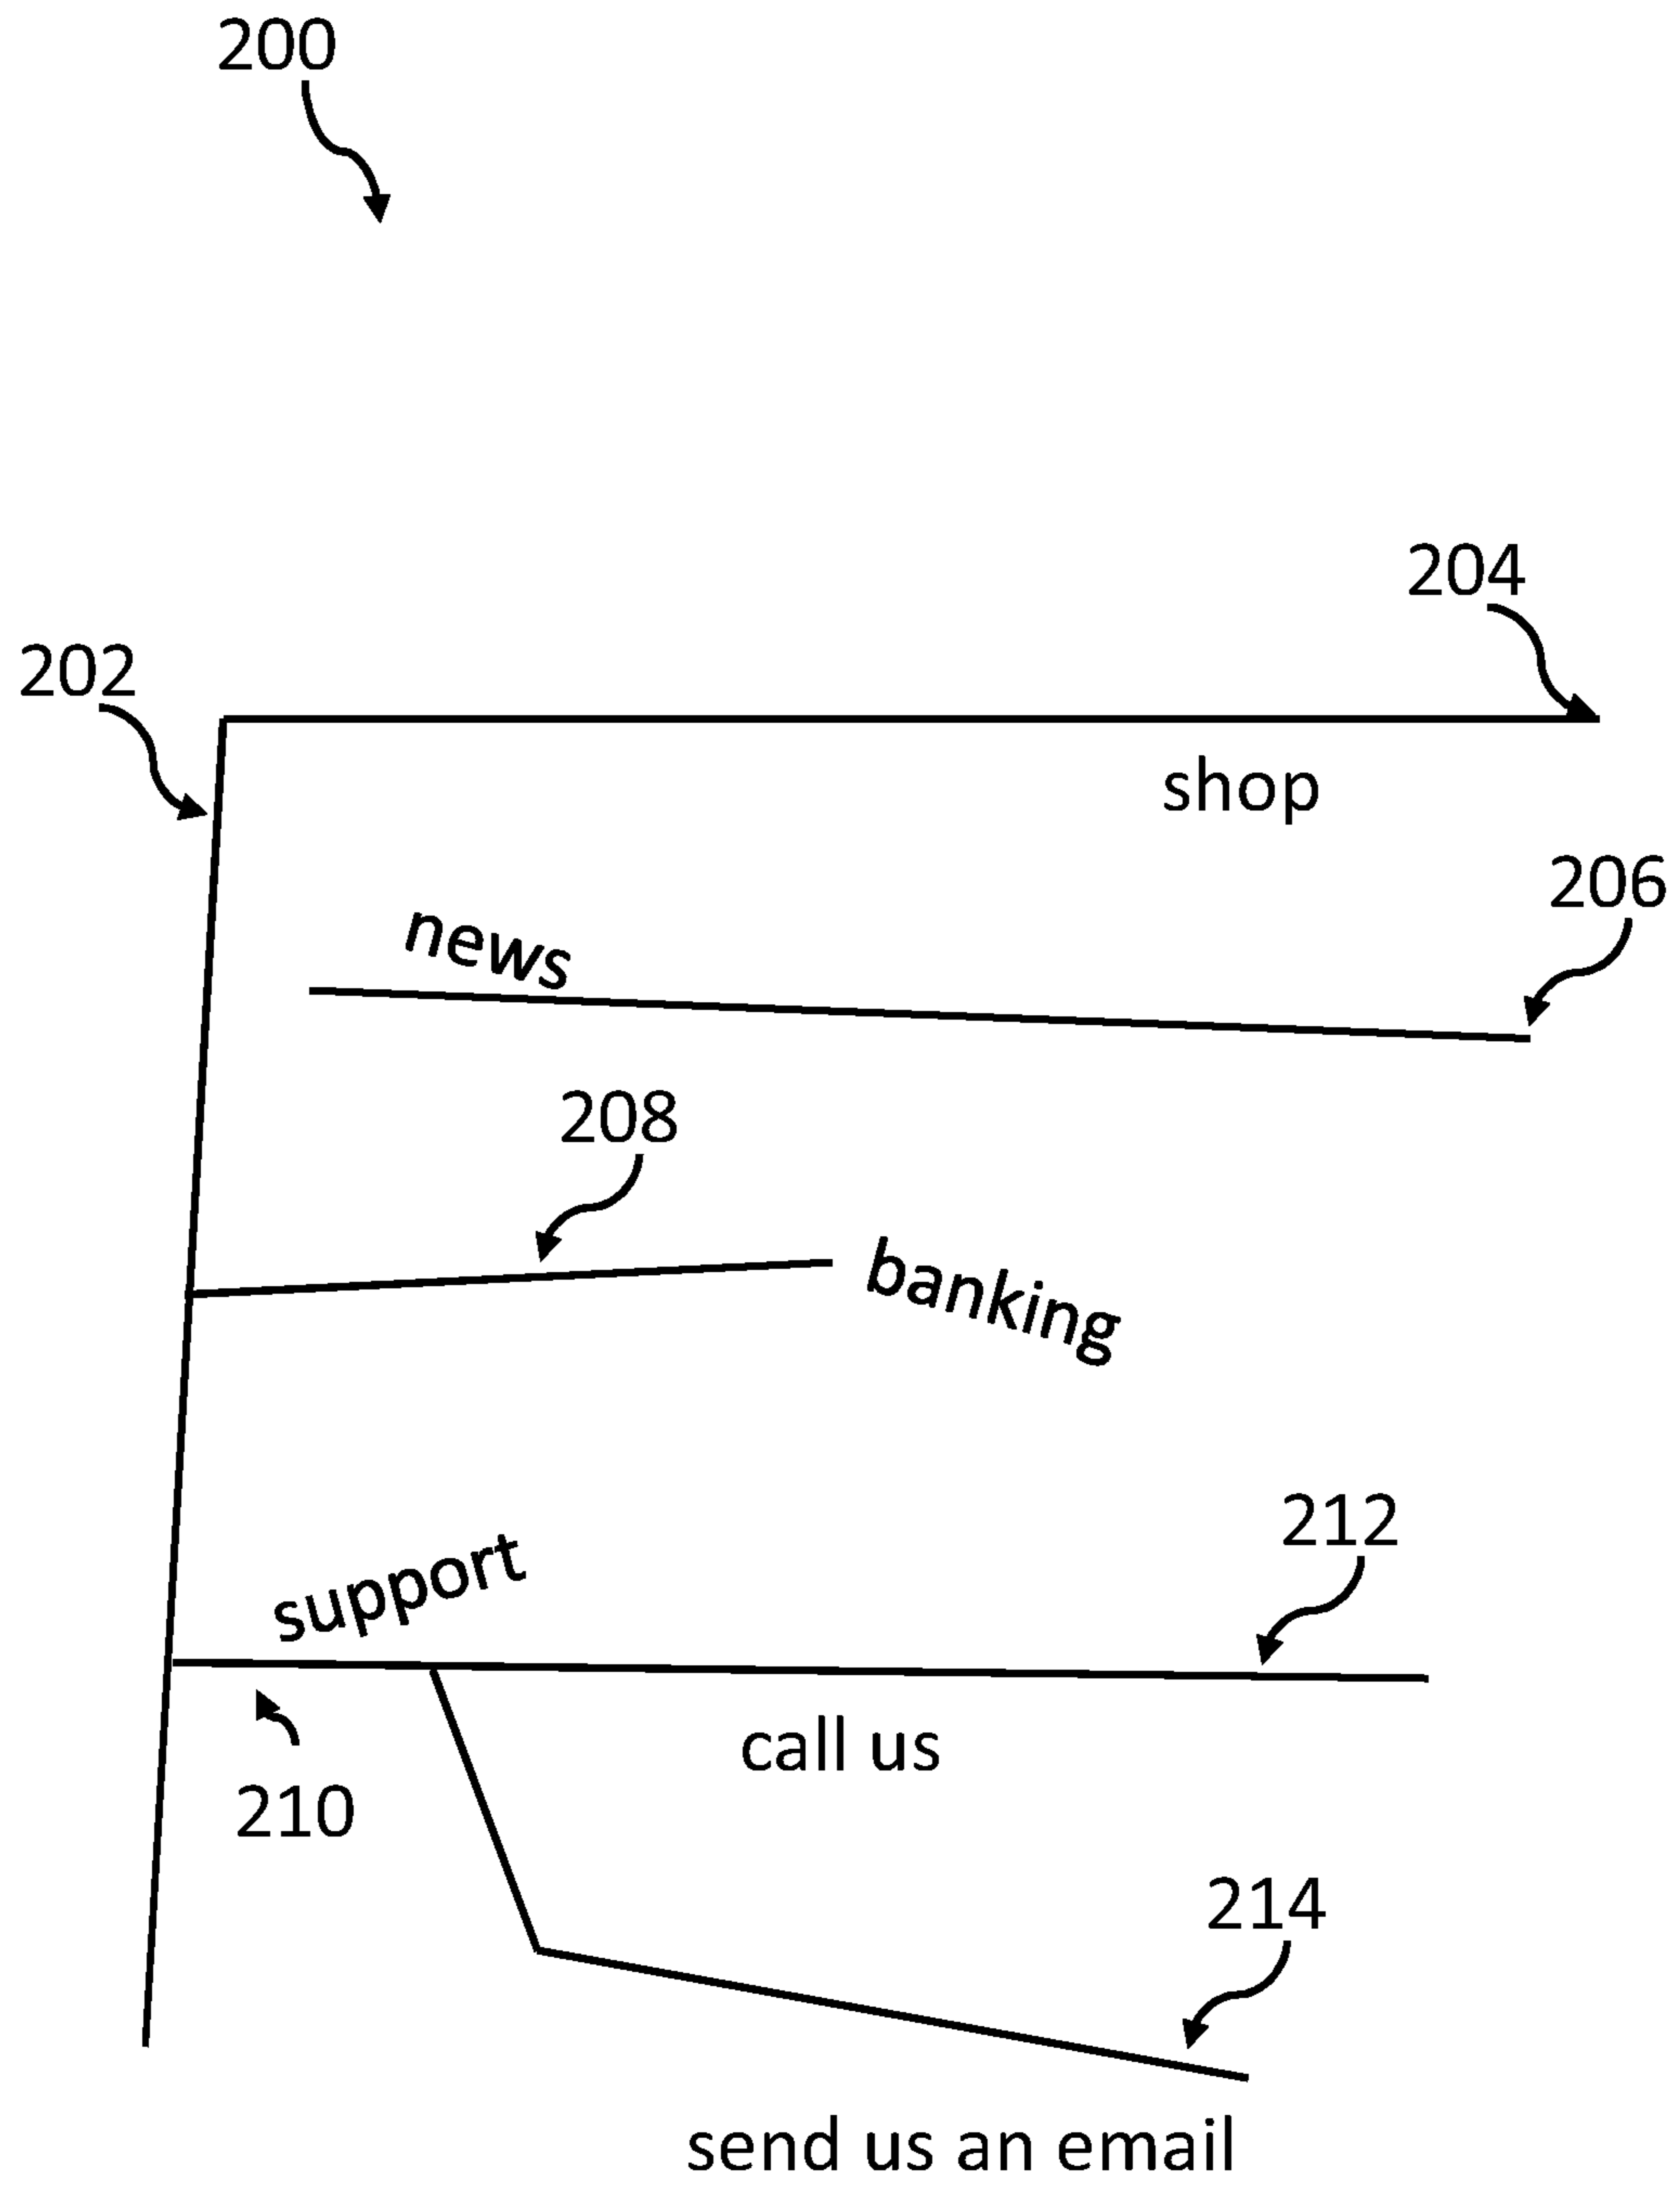 200
204
202
shop
206
news
208
banking
212
support
call us
210
214
send us an email